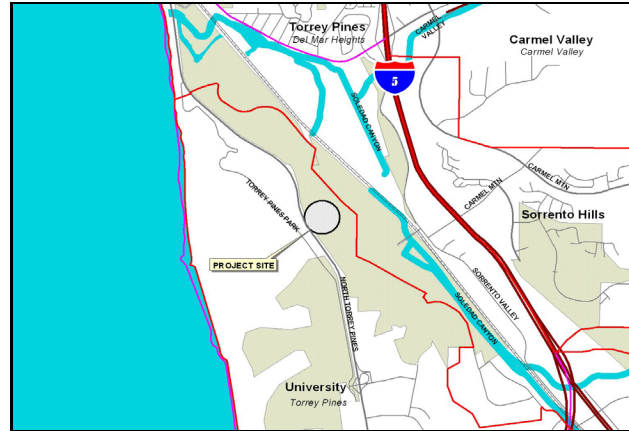 Torrey Pines
Del Mar Heights
CARMEL
VALLEY
Carmel Valley
Carmel Valley
5
SOLEDAD CANYON
CARMEL MTN
CARMEL MTN
TORREY PINES PARK
Sorrento Hills
PROJECT SITE
NORTH TORREY PINES
SORRENTO VALLEY
SOLEDAD CANYON
University
Torrey Pines